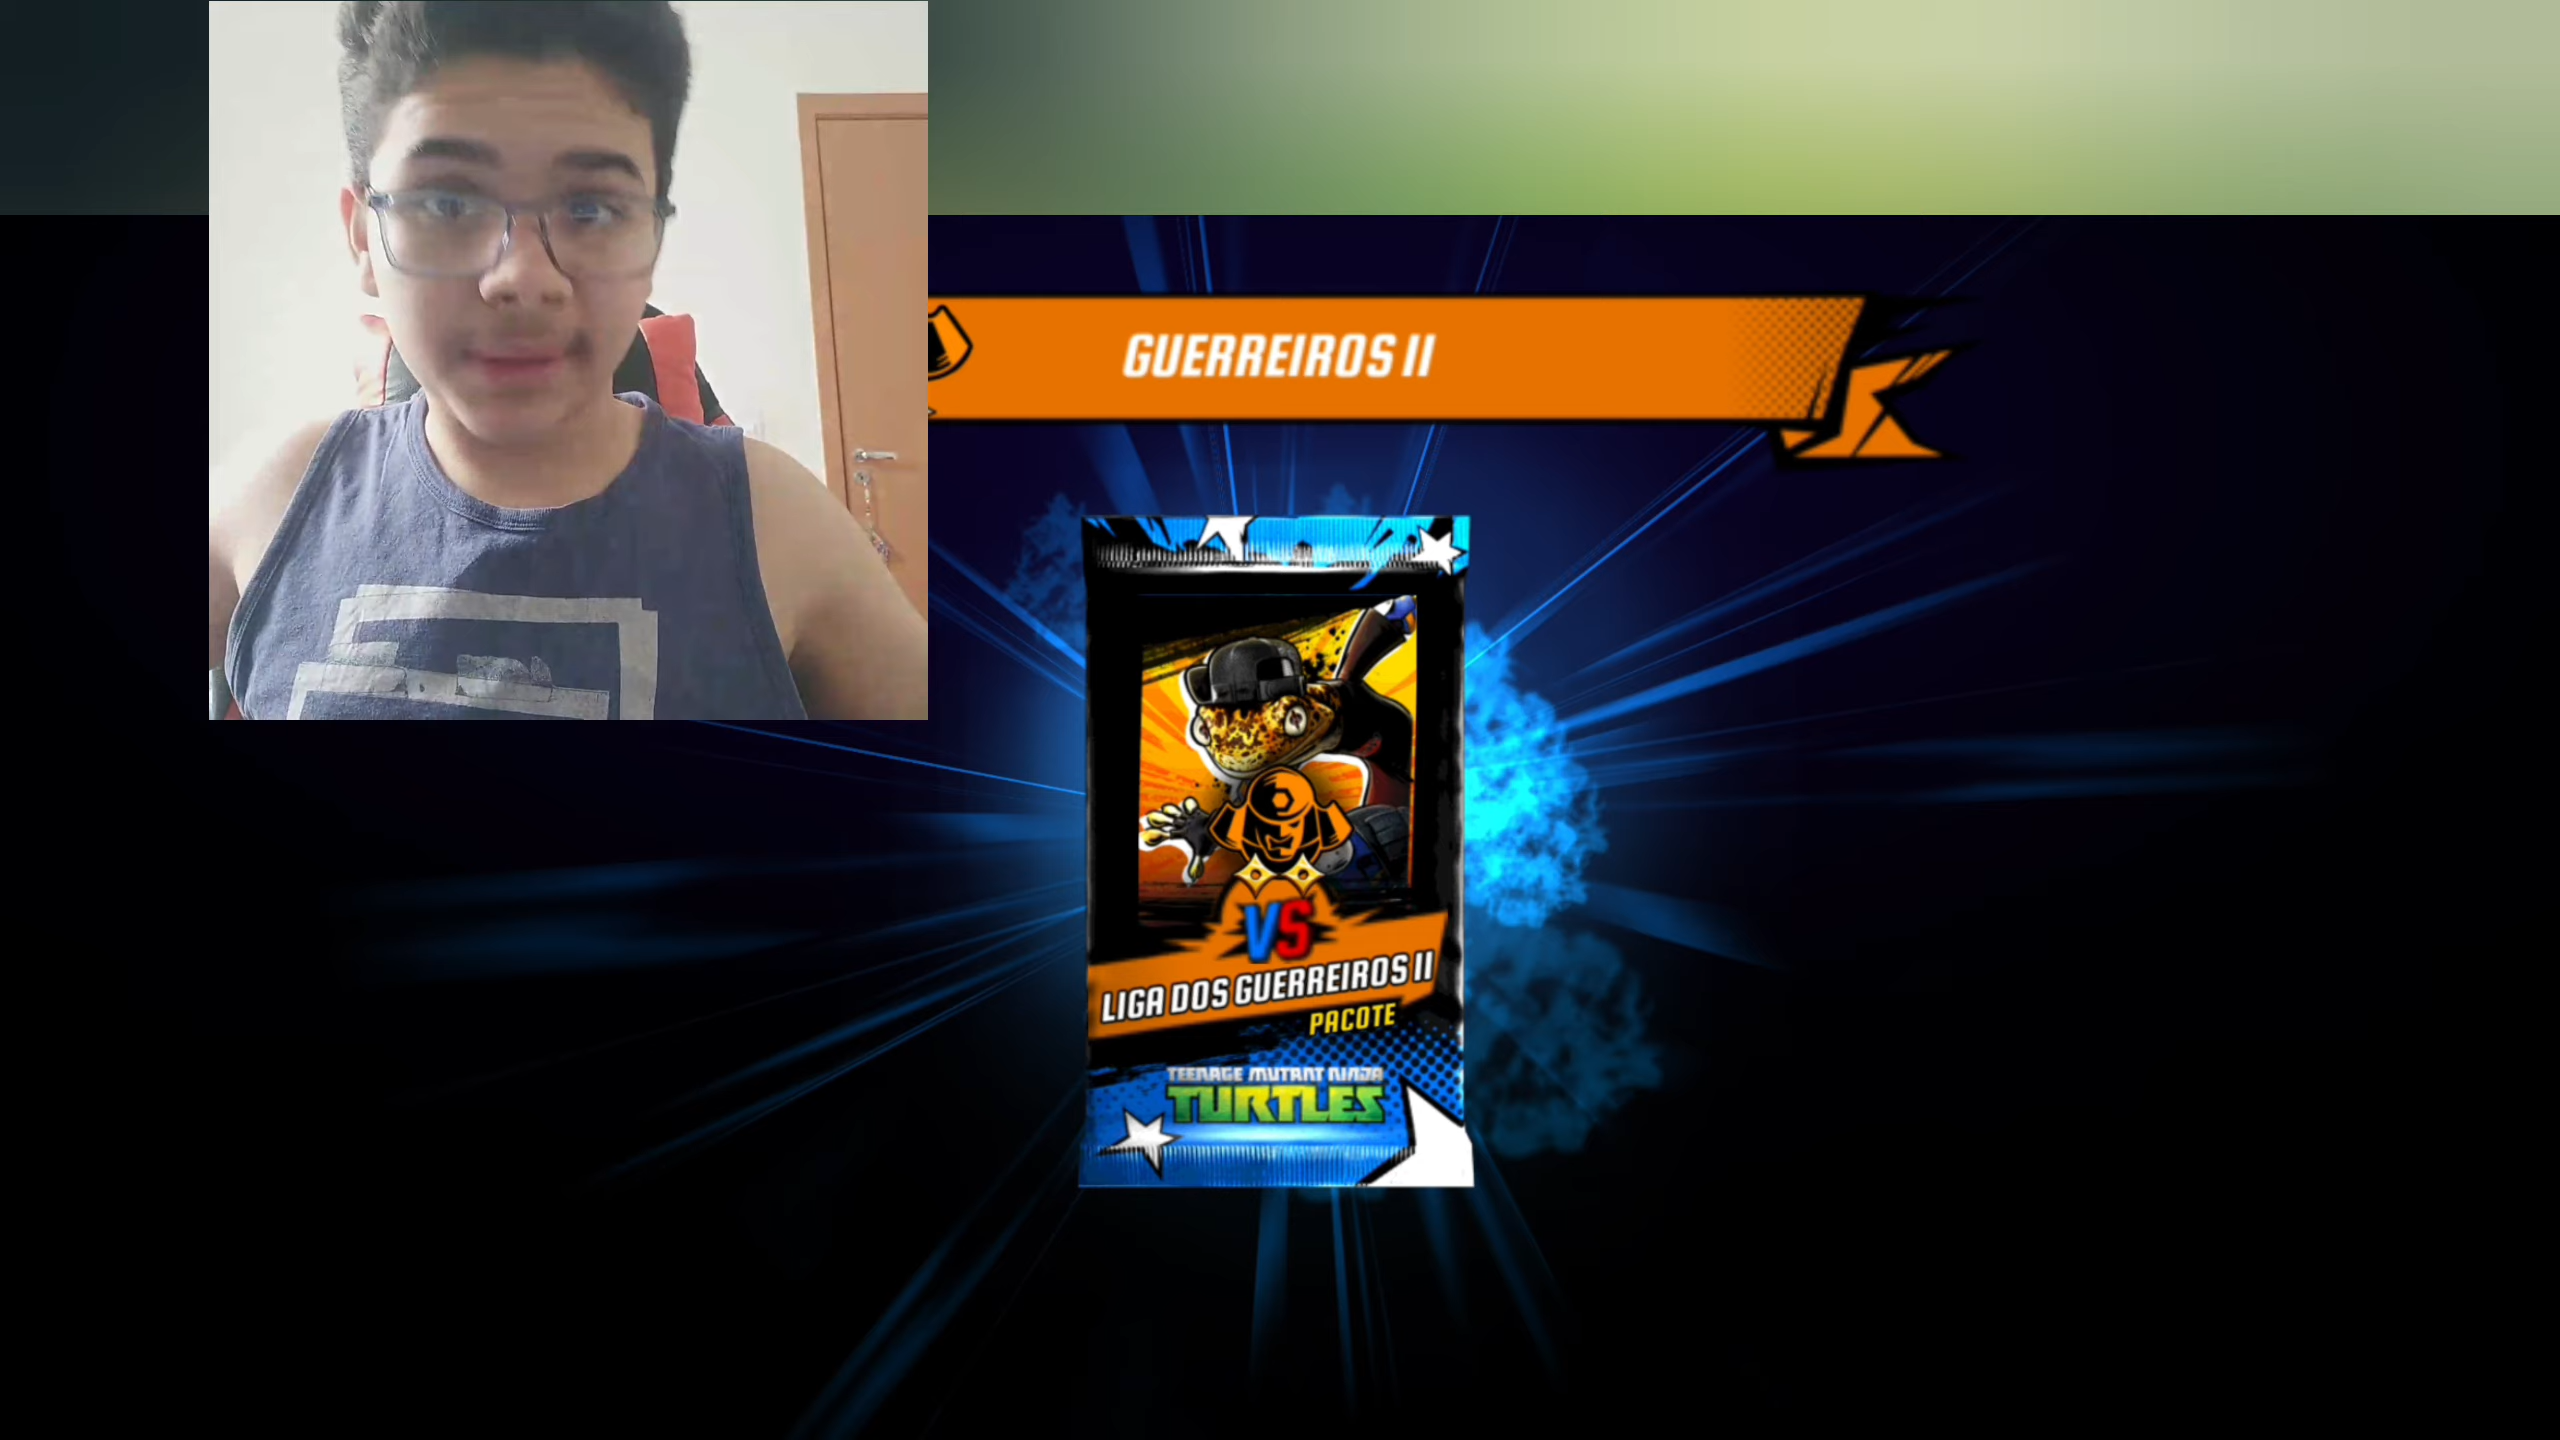 GUERREIROS II
VS
LIGA DOS GUERREIROS II
PACOTE
TEENAGE MUTANT NINJA
TURTLES